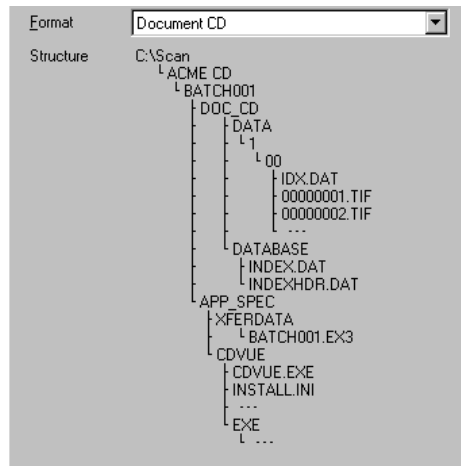 Format Document CD
Structure C:\Scan
ACME CD
BATCH001
DOC_CD
DATA
1
00
IDX.DAT
00000001.TIF
00000002.TIF
---
DATABASE
INDEX.DAT
INDEXHDR.DAT
APP_SPEC
XFERDATA
BATCH001.EX3
CDVUE
CDVUE.EXE
INSTALL.INI
---
EXE
---